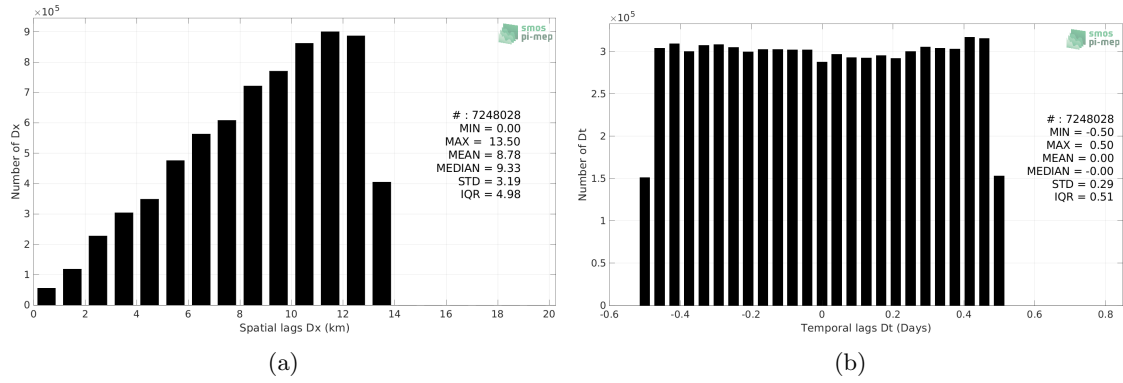 ×10^5
9
8
7
6
5
4
3
2
1
0
0 2 4 6 8 10 12 14 16 18 20
Number of Dx
Spatial lags Dx (km)
smos
pi-mep
# : 7248028
MIN = 0.00
MAX = 13.50
MEAN = 8.78
MEDIAN = 9.33
STD = 3.19
IQR = 4.98
(a)
×10^5
3
2.5
2
1.5
1
0.5
0
-0.6 -0.4 -0.2 0 0.2 0.4 0.6 0.8
Number of Dt
Temporal lags Dt (Days)
smos
pi-mep
# : 7248028
MIN = -0.50
MAX = 0.50
MEAN = 0.00
MEDIAN = -0.00
STD = 0.29
IQR = 0.51
(b)